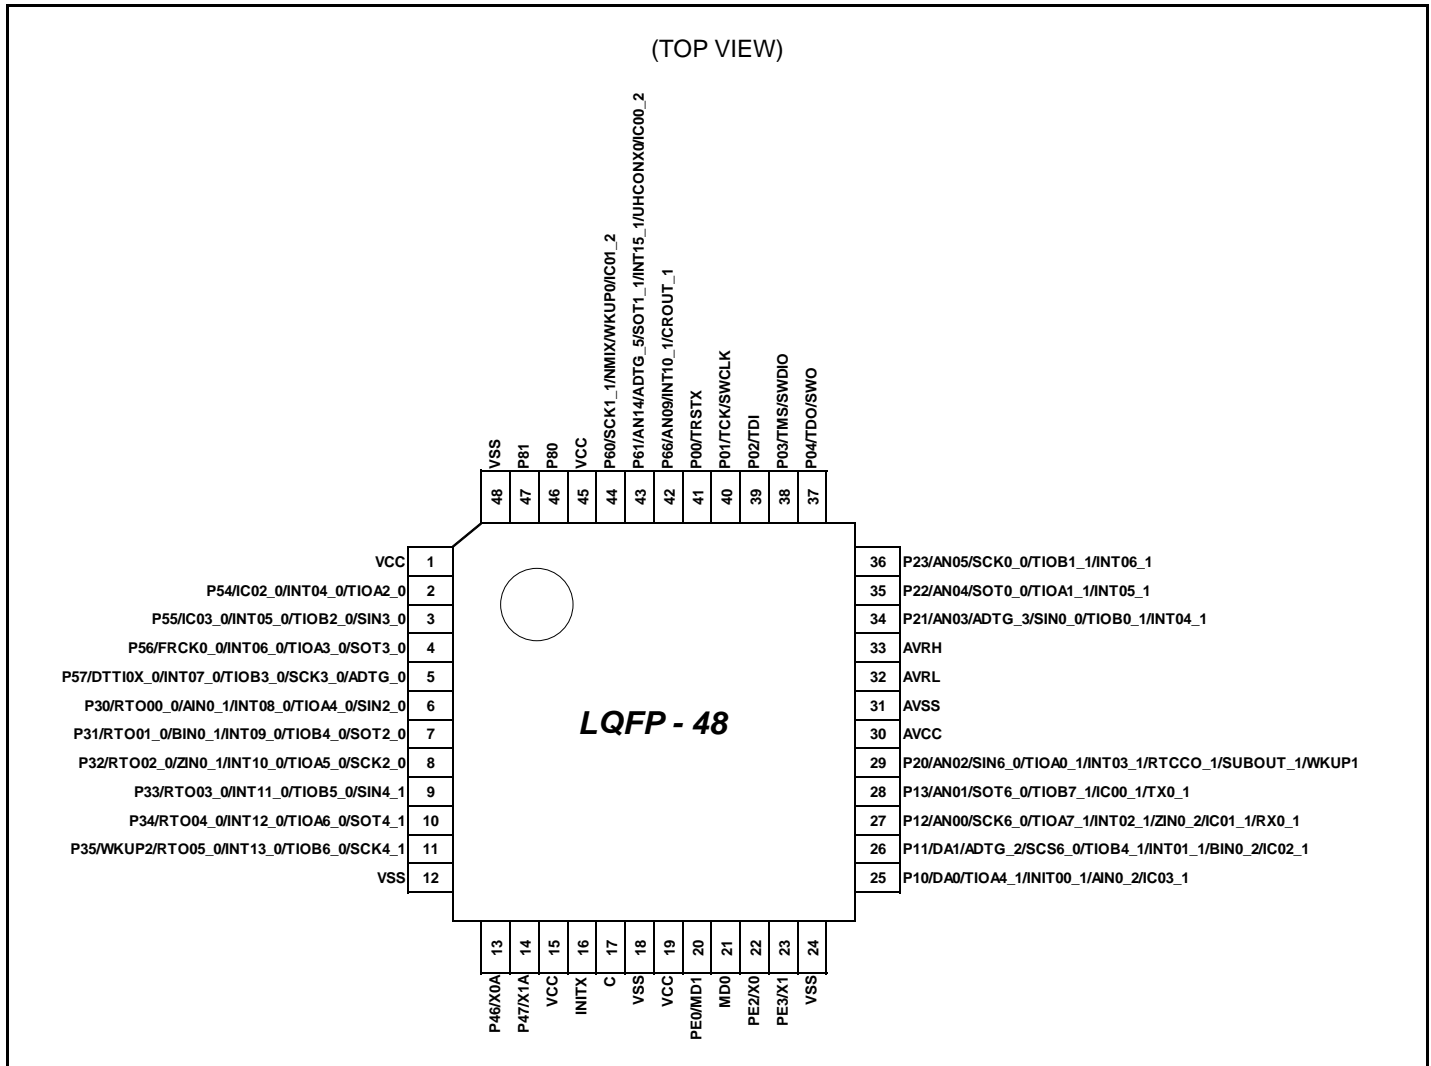 (TOP VIEW)
VSS
P81
P80
VCC
P60/SCK1_1/NMIX/WKUP0/IC01_2
P61/AN14/ADTG_5/SOT1_1/INT15_1/UHCONX0/IC00_2
P66/AN09/INT10_1/CROUT_1
P00/TRSTX
P01/TCK/SWCLK
P02/TDI
P03/TMS/SWDIO
P04/TDO/SWO
48
47
46
45
44
43
42
41
40
39
38
37
VCC 1
P54/IC02_0/INT04_0/TIOA2_0 2
P55/IC03_0/INT05_0/TIOB2_0/SIN3_0 3
P56/FRCK0_0/INT06_0/TIOA3_0/SOT3_0 4
P57/DTTI0X_0/INT07_0/TIOB3_0/SCK3_0/ADTG_0 5
P30/RTO00_0/AIN0_1/INT08_0/TIOA4_0/SIN2_0 6
P31/RTO01_0/BIN0_1/INT09_0/TIOB4_0/SOT2_0 7
P32/RTO02_0/ZIN0_1/INT10_0/TIOA5_0/SCK2_0 8
P33/RTO03_0/INT11_0/TIOB5_0/SIN4_1 9
P34/RTO04_0/INT12_0/TIOA6_0/SOT4_1 10
P35/WKUP2/RTO05_0/INT13_0/TIOB6_0/SCK4_1 11
VSS 12
LQFP - 48
36 P23/AN05/SCK0_0/TIOB1_1/INT06_1
35 P22/AN04/SOT0_0/TIOA1_1/INT05_1
34 P21/AN03/ADTG_3/SIN0_0/TIOB0_1/INT04_1
33 AVRH
32 AVRL
31 AVSS
30 AVCC
29 P20/AN02/SIN6_0/TIOA0_1/INT03_1/RTCCO_1/SUBOUT_1/WKUP1
28 P13/AN01/SOT6_0/TIOB7_1/IC00_1/TX0_1
27 P12/AN00/SCK6_0/TIOA7_1/INT02_1/ZIN0_2/IC01_1/RX0_1
26 P11/DA1/ADTG_2/SCS6_0/TIOB4_1/INT01_1/BIN0_2/IC02_1
25 P10/DA0/TIOA4_1/INIT00_1/AIN0_2/IC03_1
13
14
15
16
17
18
19
20
21
22
23
24
P46/X0A
P47/X1A
VCC
INITX
C
VSS
VCC
PE0/MD1
MD0
PE2/X0
PE3/X1
VSS